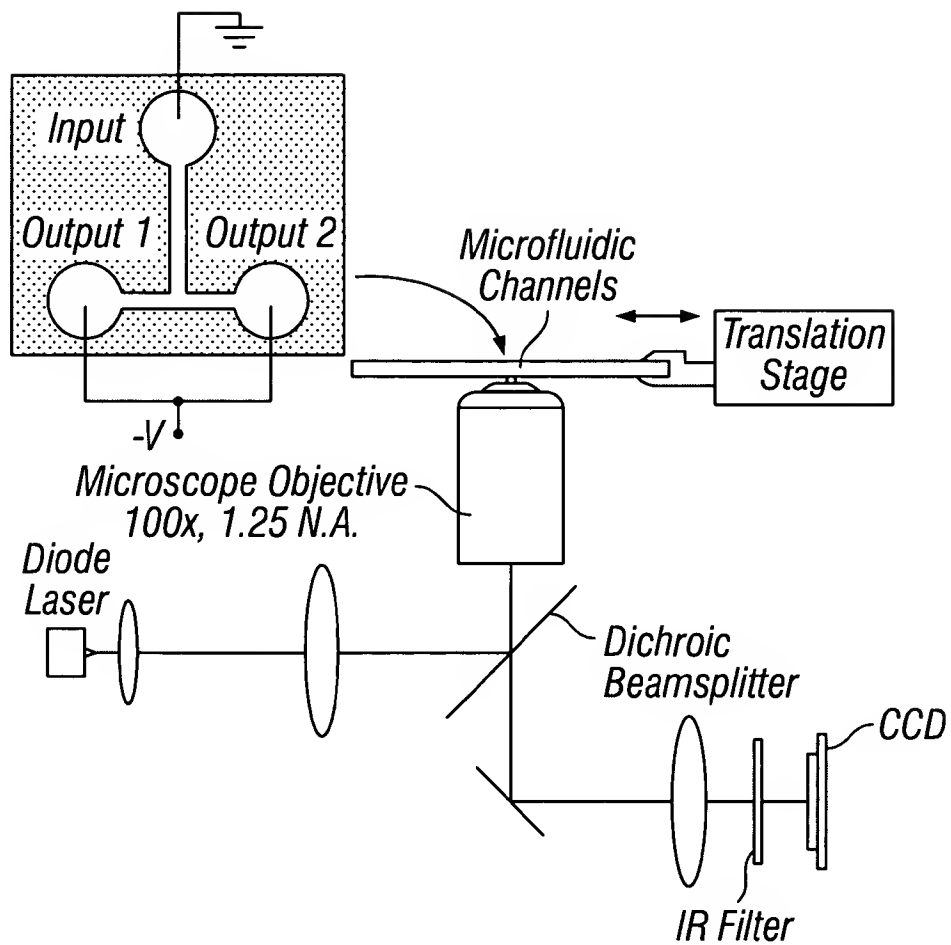 Input
Output 1
Output 2
Microfluidic
Channels
Translation
Stage
-V
Microscope Objective
100x, 1.25 N.A.
Diode
Laser
Dichroic
Beamsplitter
CCD
IR Filter